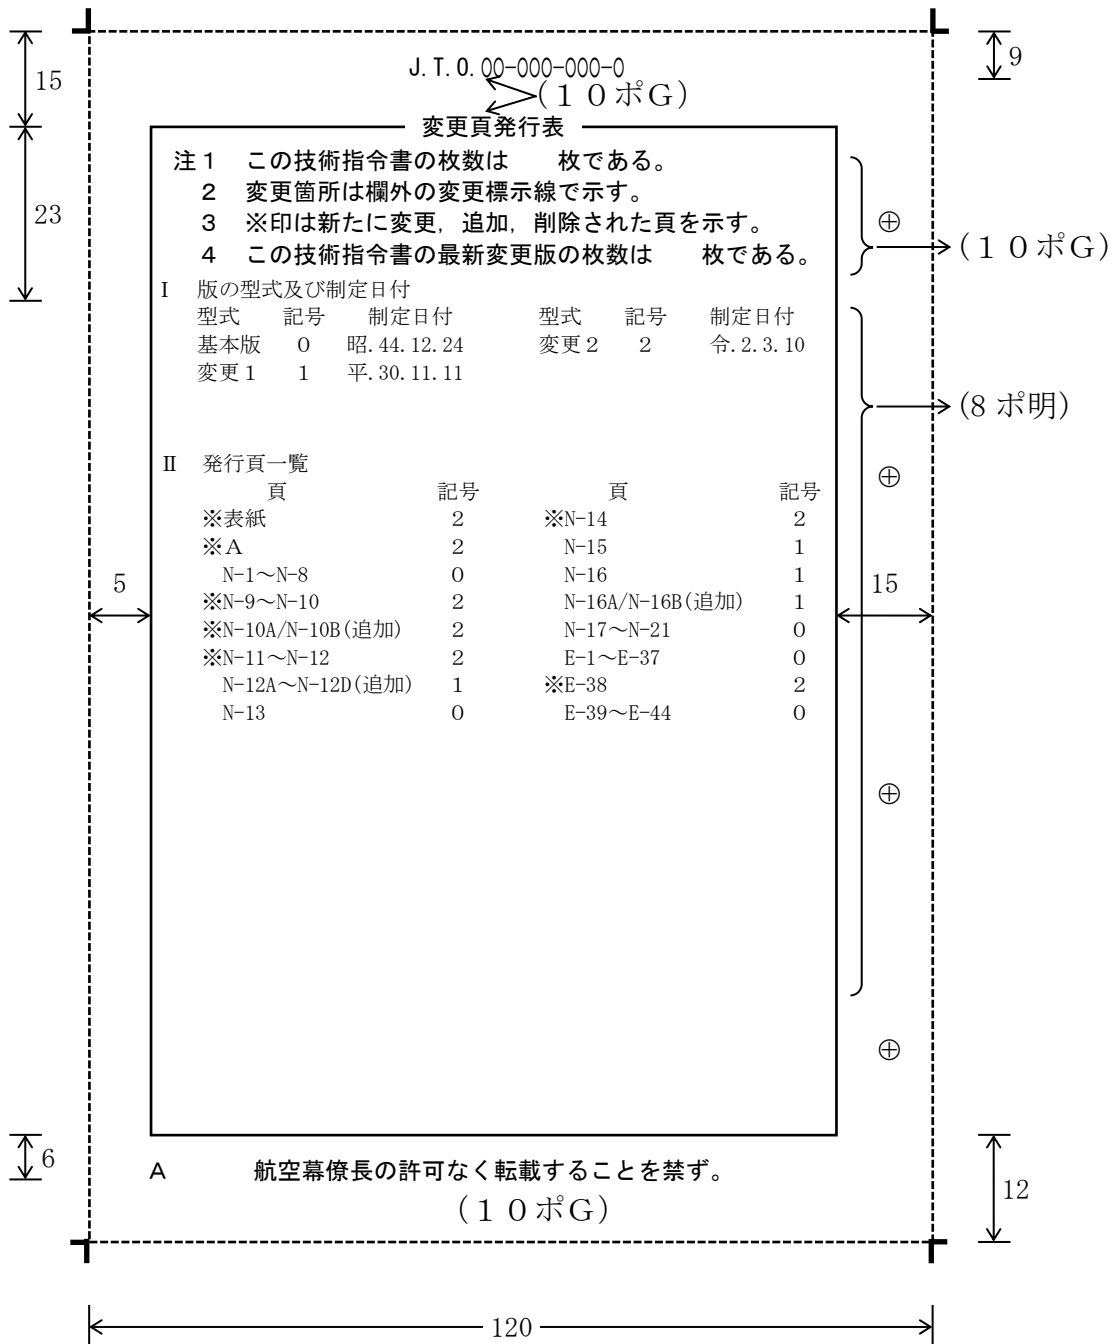 15
9
J.T.O.00-000-000-0
(10ポG)
変更頁発行表
注1 この技術指令書の枚数は　　枚である。
2 変更箇所は欄外の変更標示線で示す。
3 ※印は新たに変更，追加，削除された頁を示す。
4 この技術指令書の最新変更版の枚数は　　枚である。
23
(10ポG)
Ⅰ 版の型式及び制定日付
型式 記号 制定日付 型式 記号 制定日付
基本版 0 昭.44.12.24 変更2 2 令.2.3.10
変更1 1 平.30.11.11
(8ポ明)
Ⅱ 発行頁一覧
頁 記号 頁 記号
※表紙 2 ※N-14 2
※A 2 N-15 1
N-1～N-8 0 N-16 1
※N-9～N-10 2 N-16A/N-16B(追加) 1
※N-10A/N-10B(追加) 2 N-17～N-21 0
※N-11～N-12 2 E-1～E-37 0
N-12A～N-12D(追加) 1 ※E-38 2
N-13 0 E-39～E-44 0
5
15
6
A 航空幕僚長の許可なく転載することを禁ず。
(10ポG)
12
120